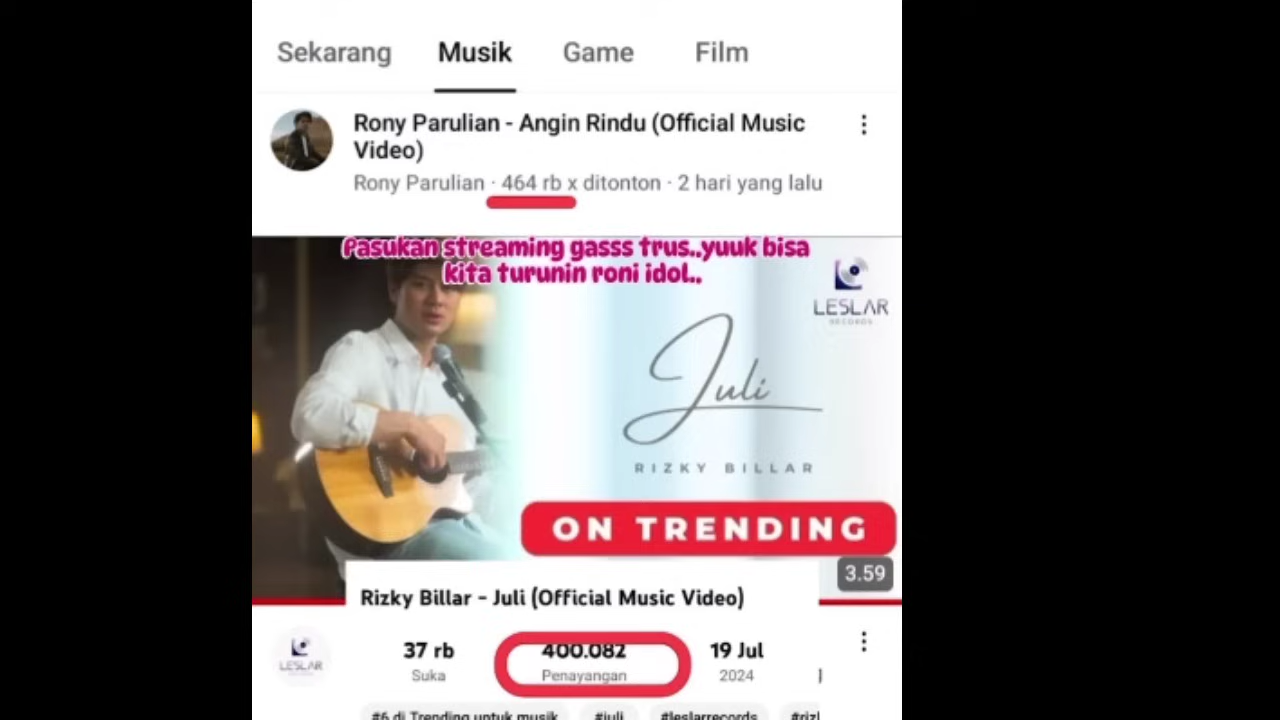 Sekarang Musik Game Film
Rony Parulian - Angin Rindu (Official Music
Video)
Rony Parulian · 464 rb x ditonton · 2 hari yang lalu
Pasukan streaming gasss trus..yuuk bisa
kita turunin roni idol..
LESLAR
RECORDS
Juli
RIZKY BILLAR
ON TRENDING
3.59
Rizky Billar - Juli (Official Music Video)
LESLAR
37 rb 400.082 19 Jul
Suka Penayangan 2024
#6 di Trending untuk musik #juli #leslarrecords #rizl